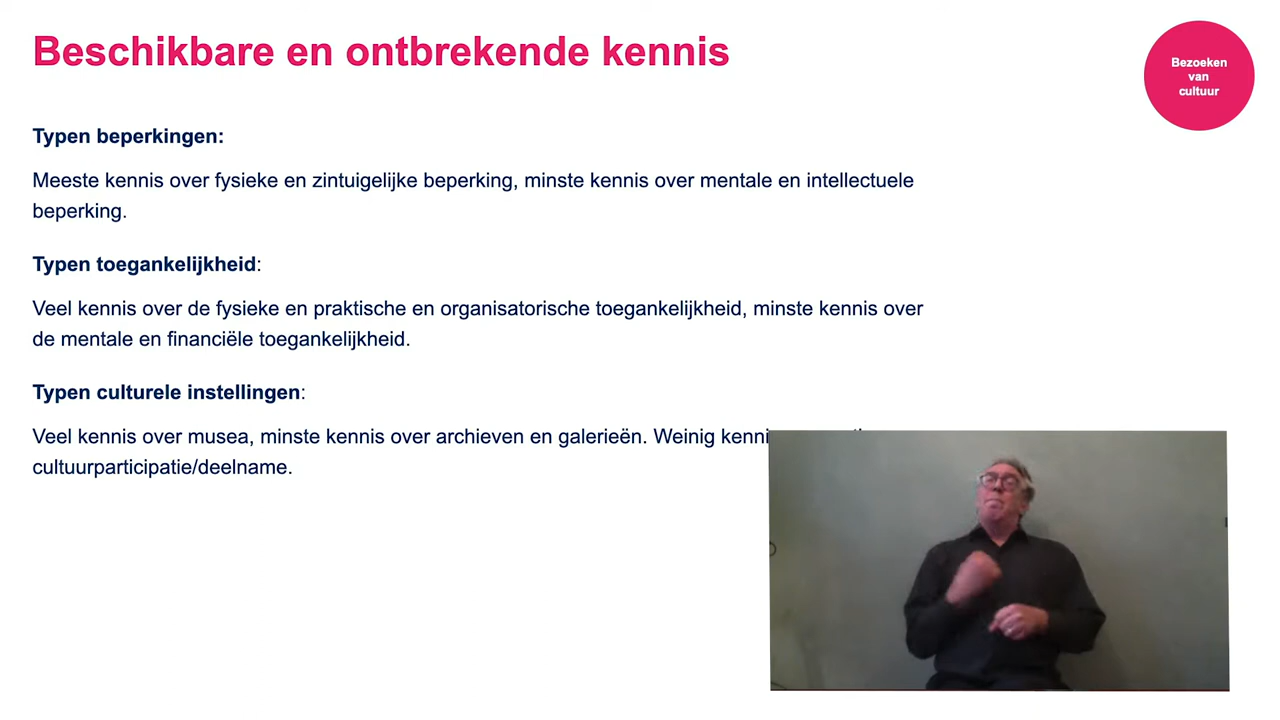 Beschikbare en ontbrekende kennis
Bezoeken
van
cultuur
Typen beperkingen:
Meeste kennis over fysieke en zintuigelijke beperking, minste kennis over mentale en intellectuele
beperking.
Typen toegankelijkheid:
Veel kennis over de fysieke en praktische en organisatorische toegankelijkheid, minste kennis over
de mentale en financiële toegankelijkheid.
Typen culturele instellingen:
Veel kennis over musea, minste kennis over archieven en galerieën. Weinig
cultuurparticipatie/deelname.